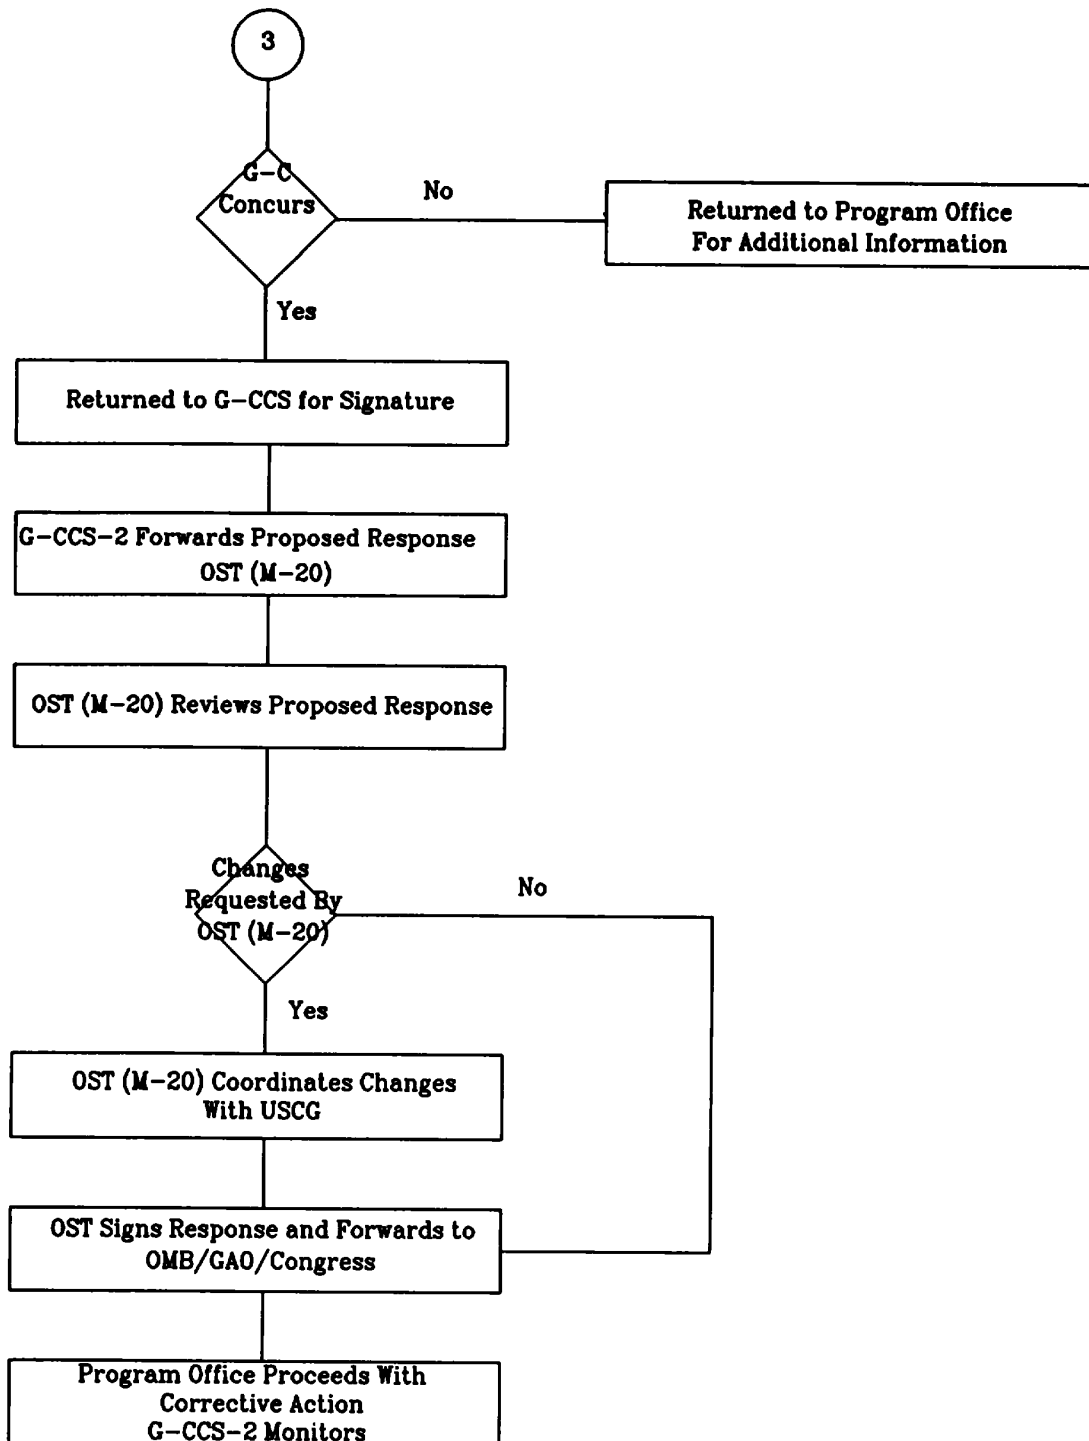 3
G-C
Concurs
No
Returned to Program Office
For Additional Information
Yes
Returned to G-CCS for Signature
G-CCS-2 Forwards Proposed Response
OST (M-20)
OST (M-20) Reviews Proposed Response
Changes
Requested By
OST (M-20)
No
Yes
OST (M-20) Coordinates Changes
With USCG
OST Signs Response and Forwards to
OMB/GAO/Congress
Program Office Proceeds With
Corrective Action
G-CCS-2 Monitors